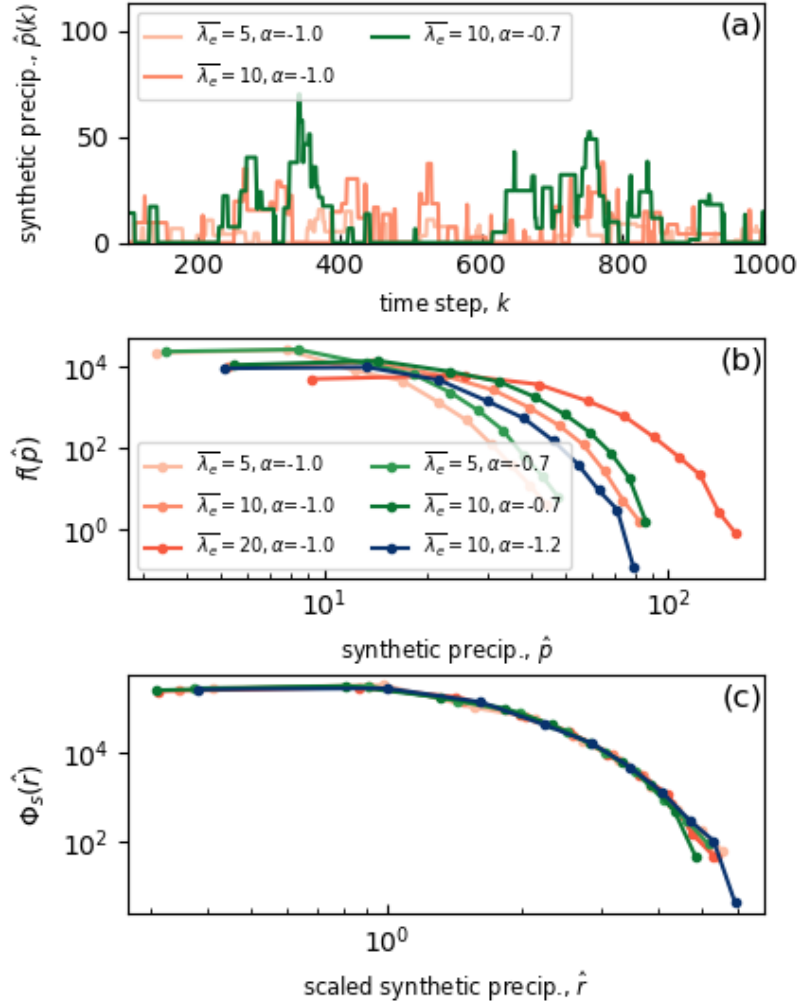 (a)
synthetic precip., p̂(k)
100
50
0
λ̅ₑ = 5, α=-1.0
λ̅ₑ = 10, α=-0.7
λ̅ₑ = 10, α=-1.0
200 400 600 800 1000
time step, k
(b)
f(p̂)
10⁴
10²
10⁰
λ̅ₑ = 5, α=-1.0
λ̅ₑ = 5, α=-0.7
λ̅ₑ = 10, α=-1.0
λ̅ₑ = 10, α=-0.7
λ̅ₑ = 20, α=-1.0
λ̅ₑ = 10, α=-1.2
10¹ 10²
synthetic precip., p̂
(c)
Φₛ(r̂)
10⁴
10²
10⁰
scaled synthetic precip., r̂